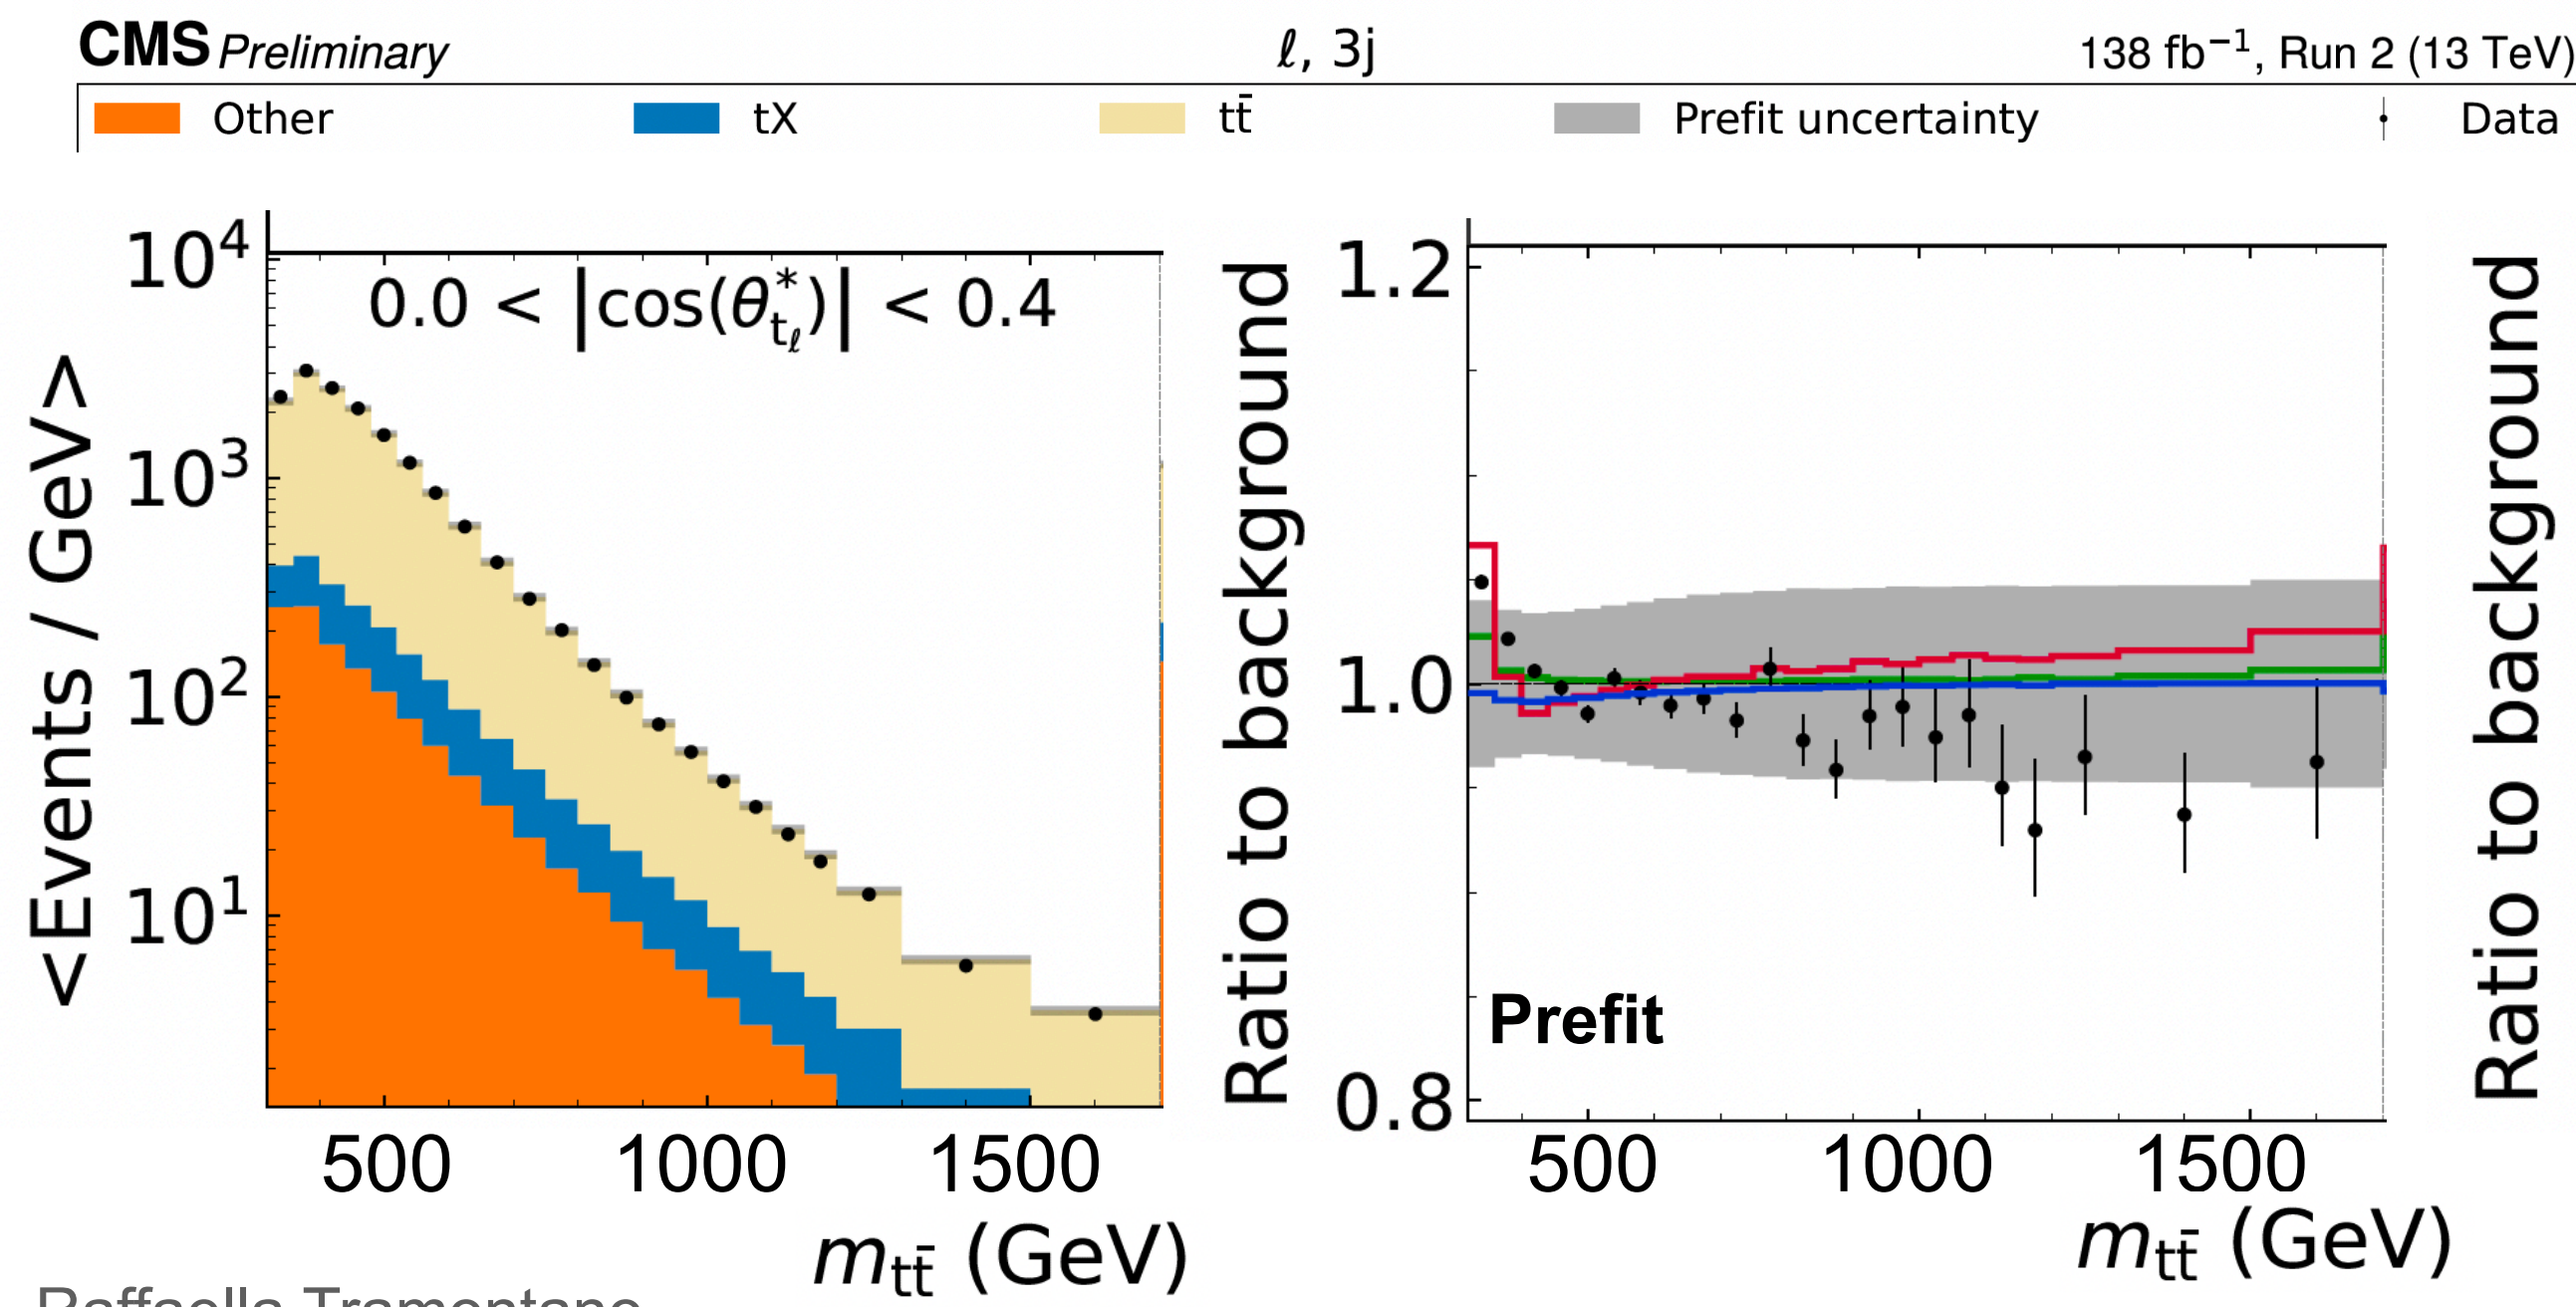 CMS Preliminary ℓ, 3j 138 fb⁻¹, Run 2 (13 TeV)
Other tX tt̄ Prefit uncertainty Data
<Events / GeV>
10⁴
10³
10²
10¹
0.0 < |cos(θ*tℓ)| < 0.4
500 1000 1500
mtt̄ (GeV)
Ratio to background
1.2
1.0
0.8
Prefit
500 1000 1500
mtt̄ (GeV)
Ratio to background
Raffaella Tramontano